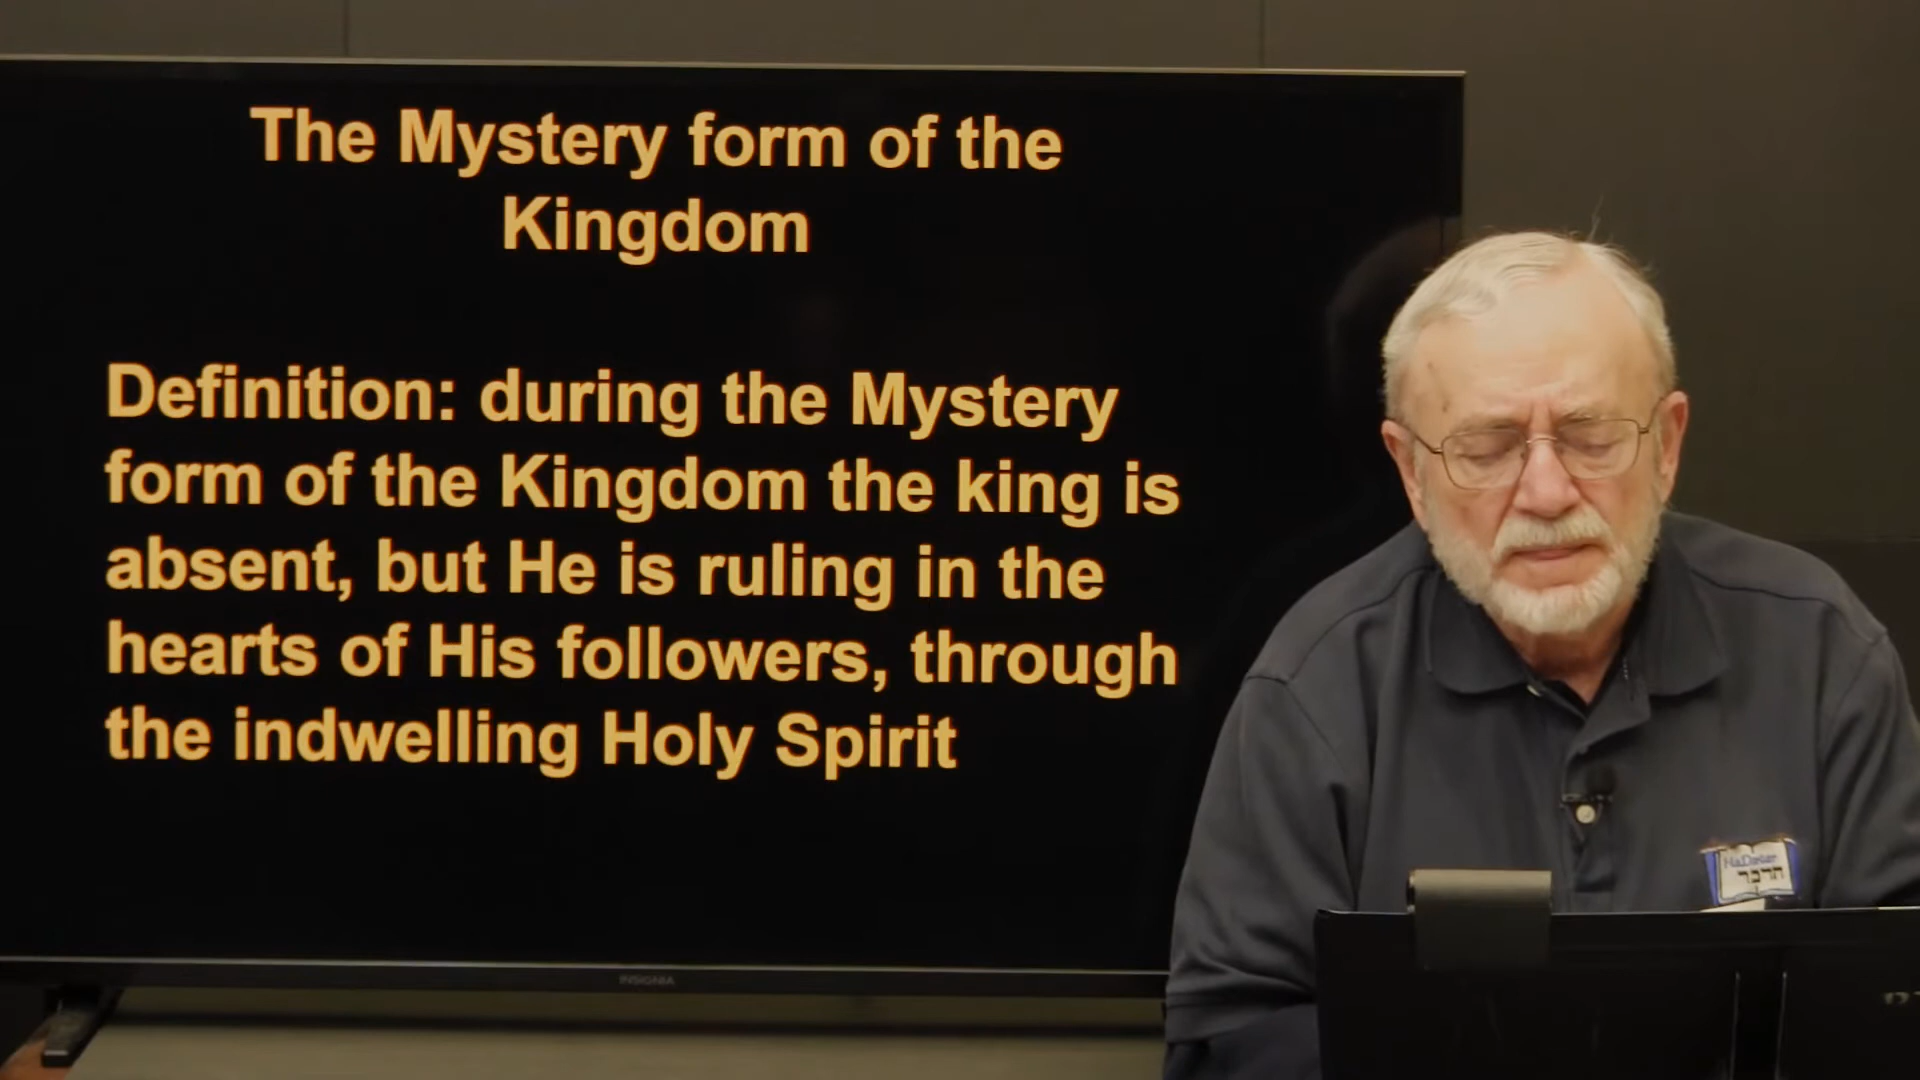 The Mystery form of the
Kingdom
Definition: during the Mystery
form of the Kingdom the king is
absent, but He is ruling in the
hearts of His followers, through
the indwelling Holy Spirit
INSIGNIA